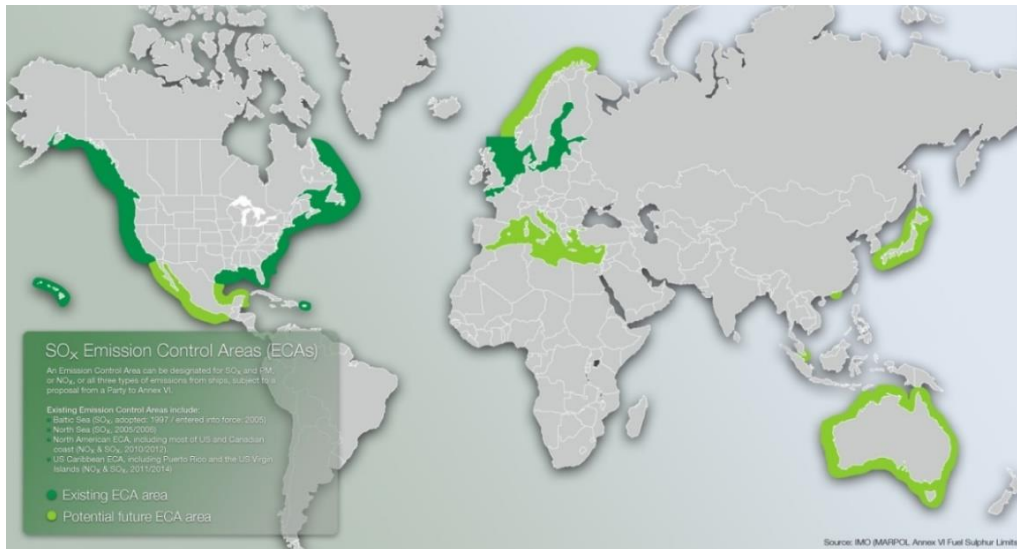 SOx Emission Control Areas (ECAs)
An Emission Control Area can be designated for SOx and PM,
or NOx, or all three types of emissions from ships, subject to a
proposal from a Party to Annex VI.
Existing Emission Control Areas include:
Baltic Sea (SOx, adopted: 1997 / entered into force: 2005)
North Sea (SOx, 2005/2006)
North American ECA, including most of US and Canadian
coast (NOx & SOx, 2010/2012).
US Caribbean ECA, including Puerto Rico and the US Virgin
Islands (NOx & SOx, 2011/2014)
Existing ECA area
Potential future ECA area
Source: IMO (MARPOL Annex VI Fuel Sulphur Limits